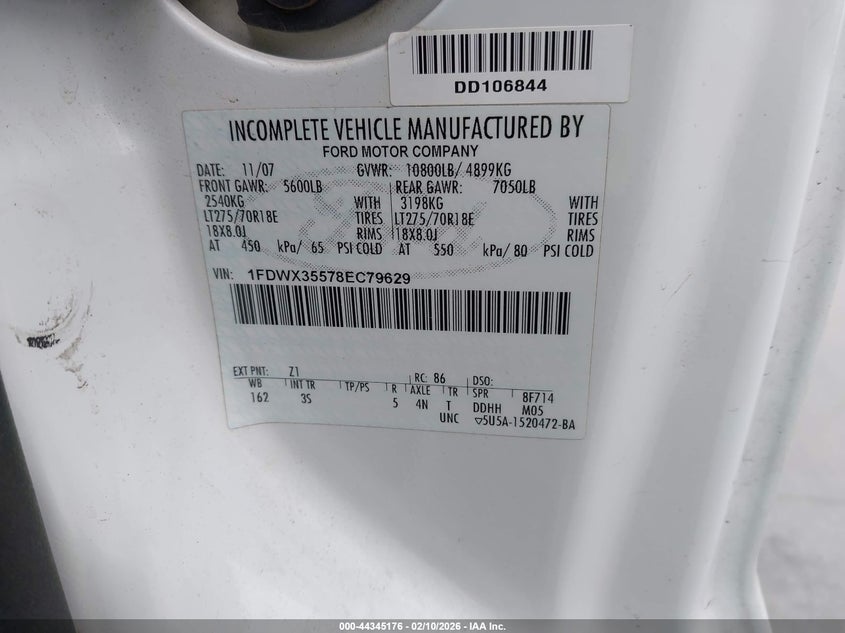 DD106844
INCOMPLETE VEHICLE MANUFACTURED BY
FORD MOTOR COMPANY
DATE: 11/07 GVWR: 10800LB/ 4899KG
FRONT GAWR: 5600LB REAR GAWR: 7050LB
2540KG WITH 3198KG WITH
LT275/70R18E TIRES LT275/70R18E TIRES
18X8.0J RIMS 18X8.0J RIMS
AT 450 kPa/ 65 PSI COLD AT 550 kPa/ 80 PSI COLD
VIN: 1FDWX35578EC79629
EXT PNT: Z1 RC: 86 DSO:
WB INT TR TP/PS R AXLE TR SPR 8F714
162 3S 5 4N T DDHH M05
UNC ▽5U5A-1520472-BA
000-44345176 — 02/10/2026 — IAA Inc.